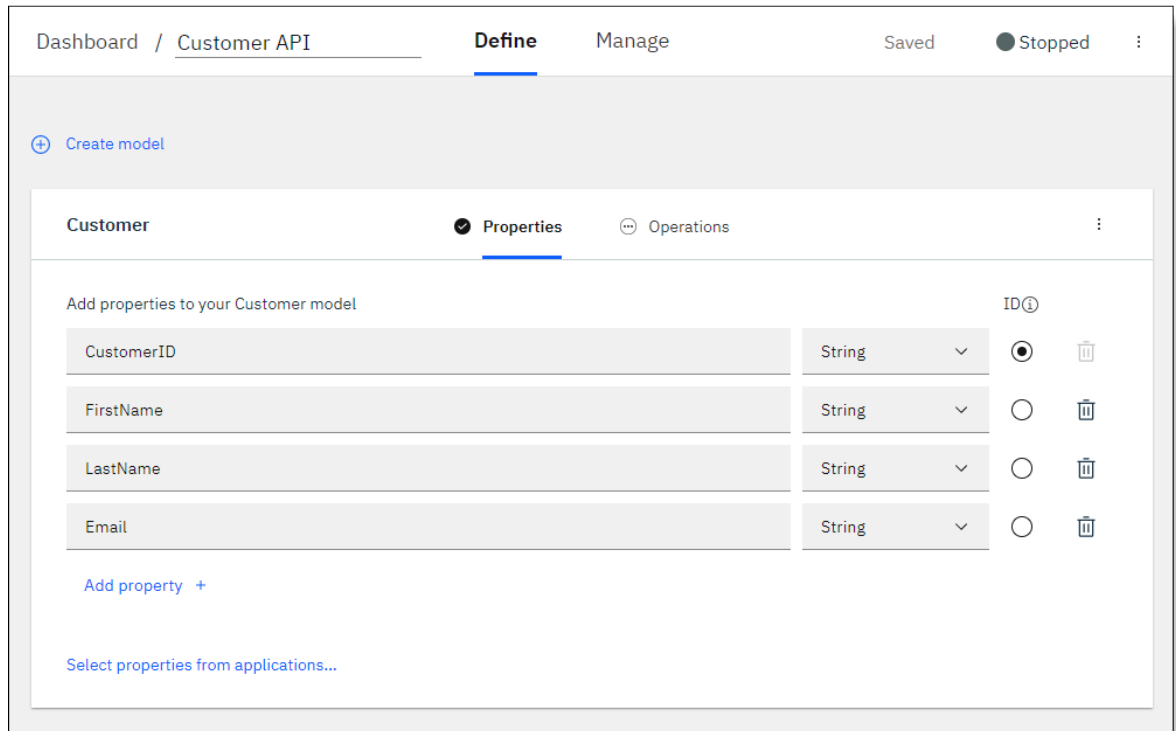 Dashboard / Customer API Define Manage Saved Stopped
Create model
Customer Properties Operations
Add properties to your Customer model ID
CustomerID String
FirstName String
LastName String
Email String
Add property +
Select properties from applications...